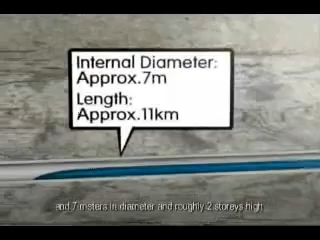 Internal Diameter:
Approx.7m
Length:
Approx.11km
and 7 meters in diameter and roughly 2 storeys high